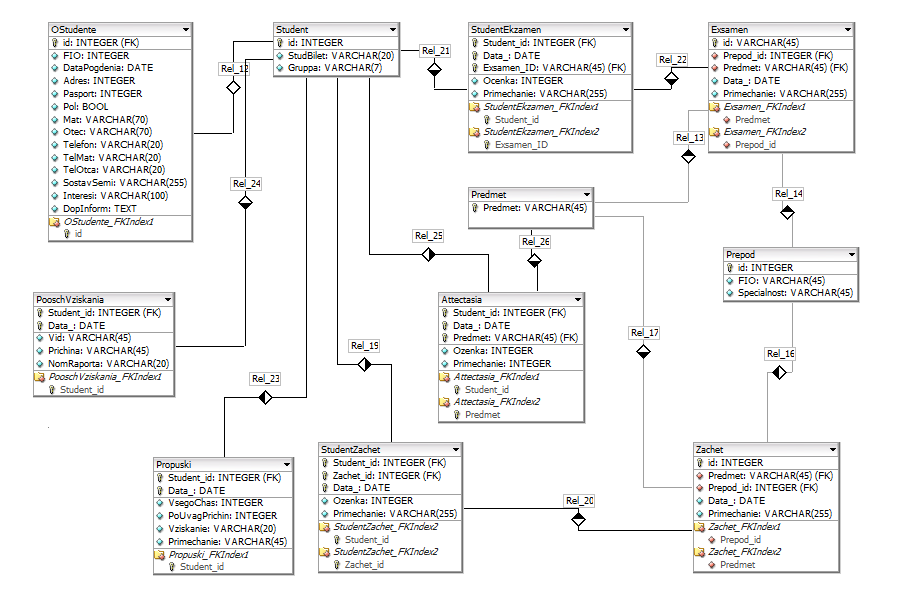 OStudente
id: INTEGER (FK)
FIO: INTEGER
DataPogdenia: DATE
Adres: INTEGER
Pasport: INTEGER
Pol: BOOL
Mat: VARCHAR(70)
Otec: VARCHAR(70)
Telefon: VARCHAR(20)
TelMat: VARCHAR(20)
TelOtca: VARCHAR(20)
SostavSemi: VARCHAR(255)
Interesi: VARCHAR(100)
DopInform: TEXT
OStudente_FKIndex1
id
Student
id: INTEGER
StudBilet: VARCHAR(20)
Gruppa: VARCHAR(7)
StudentEkzamen
Student_id: INTEGER (FK)
Data_: DATE
Exsamen_ID: VARCHAR(45) (FK)
Ocenka: INTEGER
Primechanie: VARCHAR(255)
StudentEkzamen_FKIndex1
Student_id
StudentEkzamen_FKIndex2
Exsamen_ID
Exsamen
id: VARCHAR(45)
Prepod_id: INTEGER (FK)
Predmet: VARCHAR(45) (FK)
Data_: DATE
Primechanie: VARCHAR(255)
Exsamen_FKIndex1
Predmet
Exsamen_FKIndex2
Prepod_id
Rel_12
Rel_21
Rel_22
Rel_13
Rel_24
Rel_14
Predmet
Predmet: VARCHAR(45)
Rel_25
Rel_26
Prepod
id: INTEGER
FIO: VARCHAR(45)
Specialnost: VARCHAR(45)
PooschVziskania
Student_id: INTEGER (FK)
Data_: DATE
Vid: VARCHAR(45)
Prichina: VARCHAR(45)
NomRaporta: VARCHAR(20)
PooschVziskania_FKIndex1
Student_id
Attectasia
Student_id: INTEGER (FK)
Data_: DATE
Predmet: VARCHAR(45) (FK)
Ozenka: INTEGER
Primechanie: INTEGER
Attectasia_FKIndex1
Student_id
Attectasia_FKIndex2
Predmet
Rel_17
Rel_19
Rel_16
Rel_23
Propuski
Student_id: INTEGER (FK)
Data_: DATE
VsegoChas: INTEGER
PoUvagPrichin: INTEGER
Vziskanie: VARCHAR(20)
Primechanie: VARCHAR(45)
Propuski_FKIndex1
Student_id
StudentZachet
Student_id: INTEGER (FK)
Zachet_id: INTEGER (FK)
Data_: DATE
Ozenka: INTEGER
Primechanie: VARCHAR(255)
StudentZachet_FKIndex2
Student_id
StudentZachet_FKIndex2
Zachet_id
Rel_20
Zachet
id: INTEGER
Predmet: VARCHAR(45) (FK)
Prepod_id: INTEGER (FK)
Data_: DATE
Primechanie: VARCHAR(255)
Zachet_FKIndex1
Prepod_id
Zachet_FKIndex2
Predmet